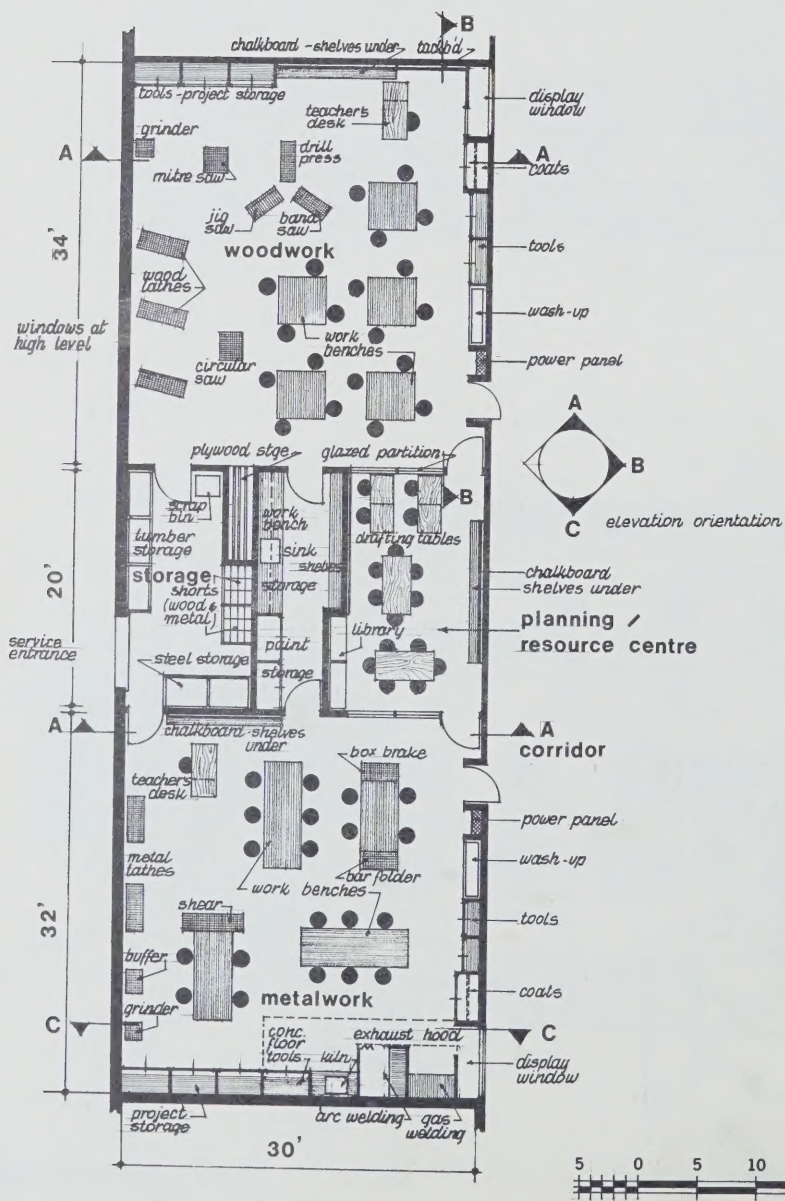 B
chalkboard - shelves under
tackb'd
tools - project storage
teacher's
desk
display
window
grinder
A
mitre saw
drill
press
A
coats
jig
saw
band
saw
woodwork
tools
34'
wood
lathes
windows at
high level
work
benches
wash-up
circular
saw
power panel
plywood stge
glazed partition
A
B
C
elevation orientation
scrap
bin
lumber
storage
work
bench
B
drafting tables
sink
shelves
storage
storage
shorts
(wood &
metal)
chalkboard
shelves under
20'
paint
storage
library
planning /
resource centre
service
entrance
steel storage
A
chalkboard - shelves
under
A
corridor
box brake
teacher's
desk
power panel
metal
lathes
wash-up
bar folder
work benches
shear
tools
32'
buffer
metalwork
coats
grinder
C
conc.
floor
tools
kiln
exhaust hood
C
display
window
project
storage
arc welding
gas
welding
30'
5 0 5 10